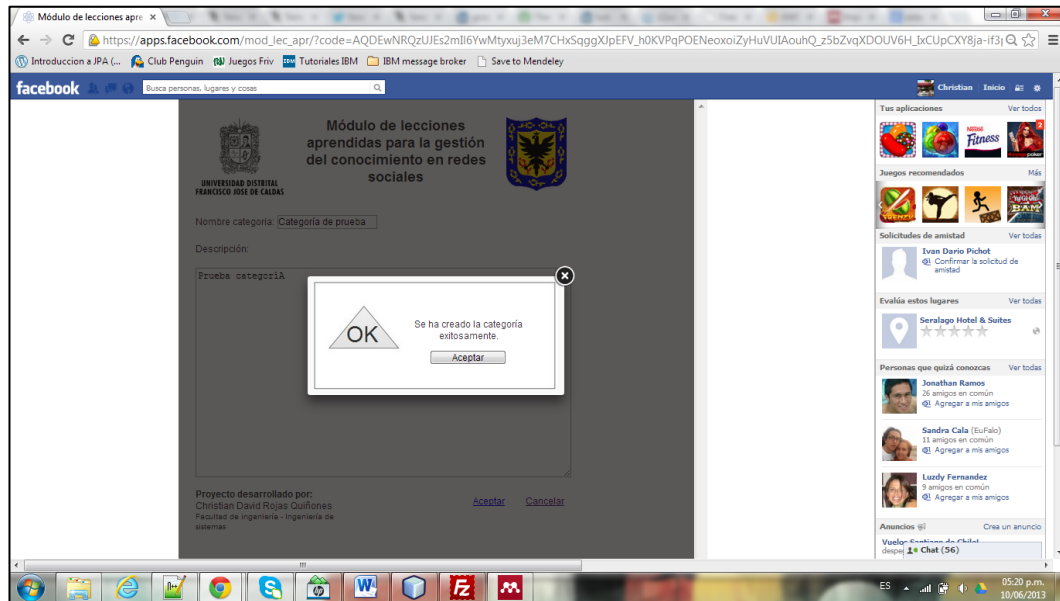 Módulo de lecciones apre
https://apps.facebook.com/mod_lec_apr/?code=
Introduccion a JPA (...
Club Penguin
Juegos Friv
Tutoriales IBM
IBM message broker
Save to Mendeley
facebook
Busca personas, lugares y cosas
Christian
Inicio
UNIVERSIDAD DISTRITAL
FRANCISCO JOSE DE CALDAS
Módulo de lecciones
aprendidas para la gestión
del conocimiento en redes
sociales
Nombre categoria: Categoría de prueba
Descripción:
Prueba categoriA
OK
Se ha creado la categoría
exitosamente.
Aceptar
Proyecto desarrollado por:
Christian David Rojas Quiñones
Facultad de ingeniería - Ingeniería de
sistemas
Aceptar
Cancelar
Tus aplicaciones
Ver todos
Fitness
poker
2
Juegos recomendados
Más
Solicitudes de amistad
Ver todas
Ivan Dario Pichot
Confirmar la solicitud de
amistad
Evalúa estos lugares
Ver todas
Seralago Hotel & Suites
Personas que quizá conozcas
Ver todas
Jonathan Ramos
26 amigos en común
Agregar a mis amigos
Sandra Cala (EuFalo)
11 amigos en común
Agregar a mis amigos
Luzdy Fernandez
9 amigos en común
Agregar a mis amigos
Anuncios
Crea un anuncio
Chat (56)
ES
05:20 p.m.
10/06/2013